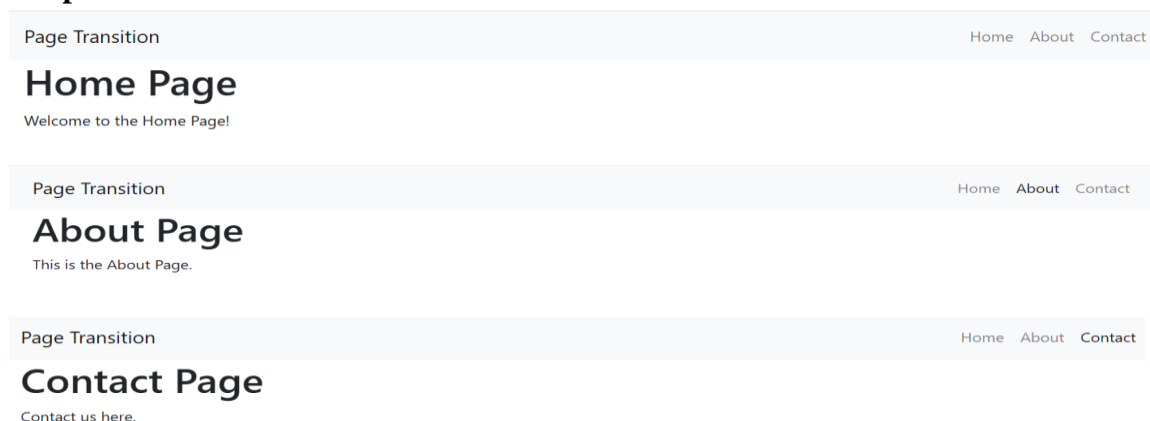 Page Transition Home About Contact
Home Page
Welcome to the Home Page!
Page Transition Home About Contact
About Page
This is the About Page.
Page Transition Home About Contact
Contact Page
Contact us here.